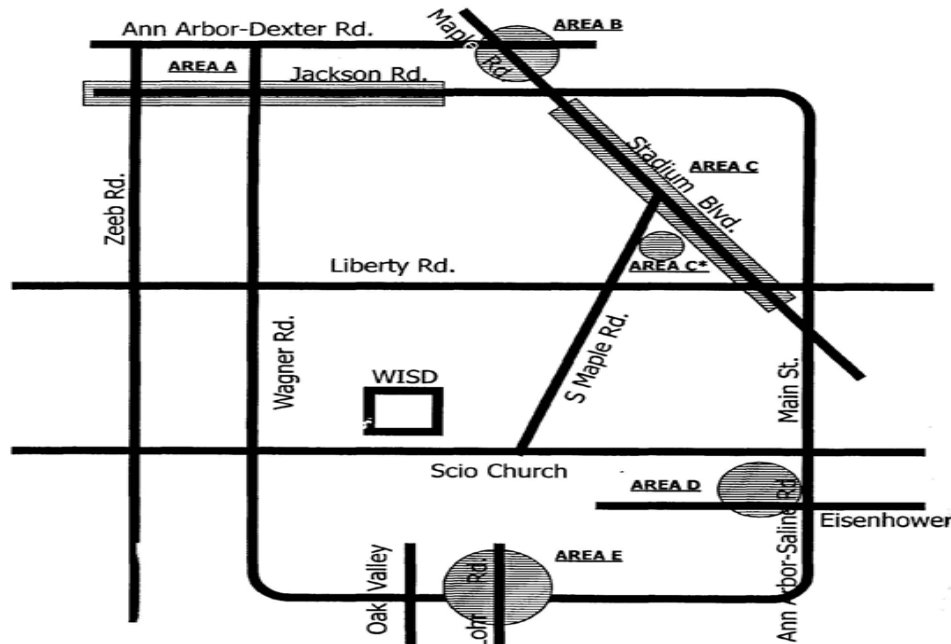 Ann Arbor-Dexter Rd.
Maple Rd.
AREA B
AREA A
Jackson Rd.
Stadium Blvd.
AREA C
Zeeb Rd.
AREA C*
Liberty Rd.
Wagner Rd.
S Maple Rd.
WISD
Main St.
Scio Church
AREA D
Eisenhower
Ann Arbor-Saline Rd
Oak Valley
Lohr Rd.
AREA E